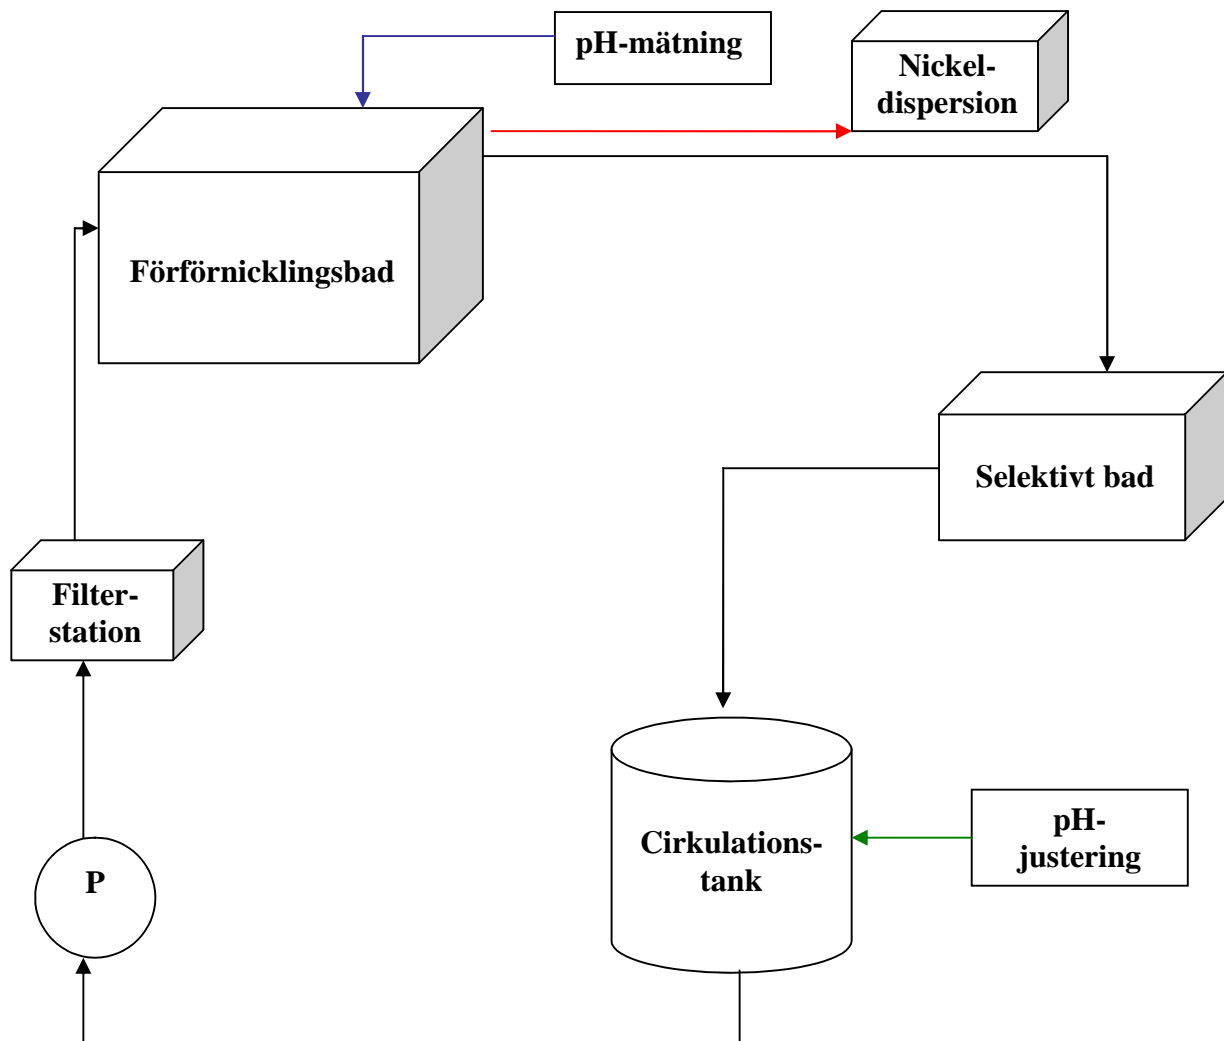 pH-mätning
Nickel-
dispersion
Förförnicklingsbad
Selektivt bad
Filter-
station
Cirkulations-
tank
pH-
justering
P